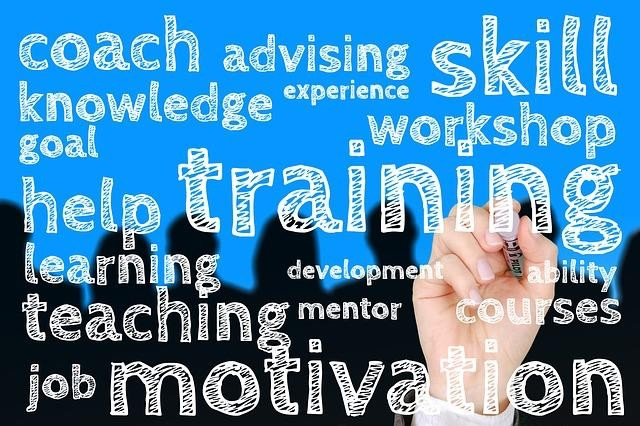 coach advising skill
knowledge experience
goal workshop
help training
learning development ability
teaching mentor courses
job motivation